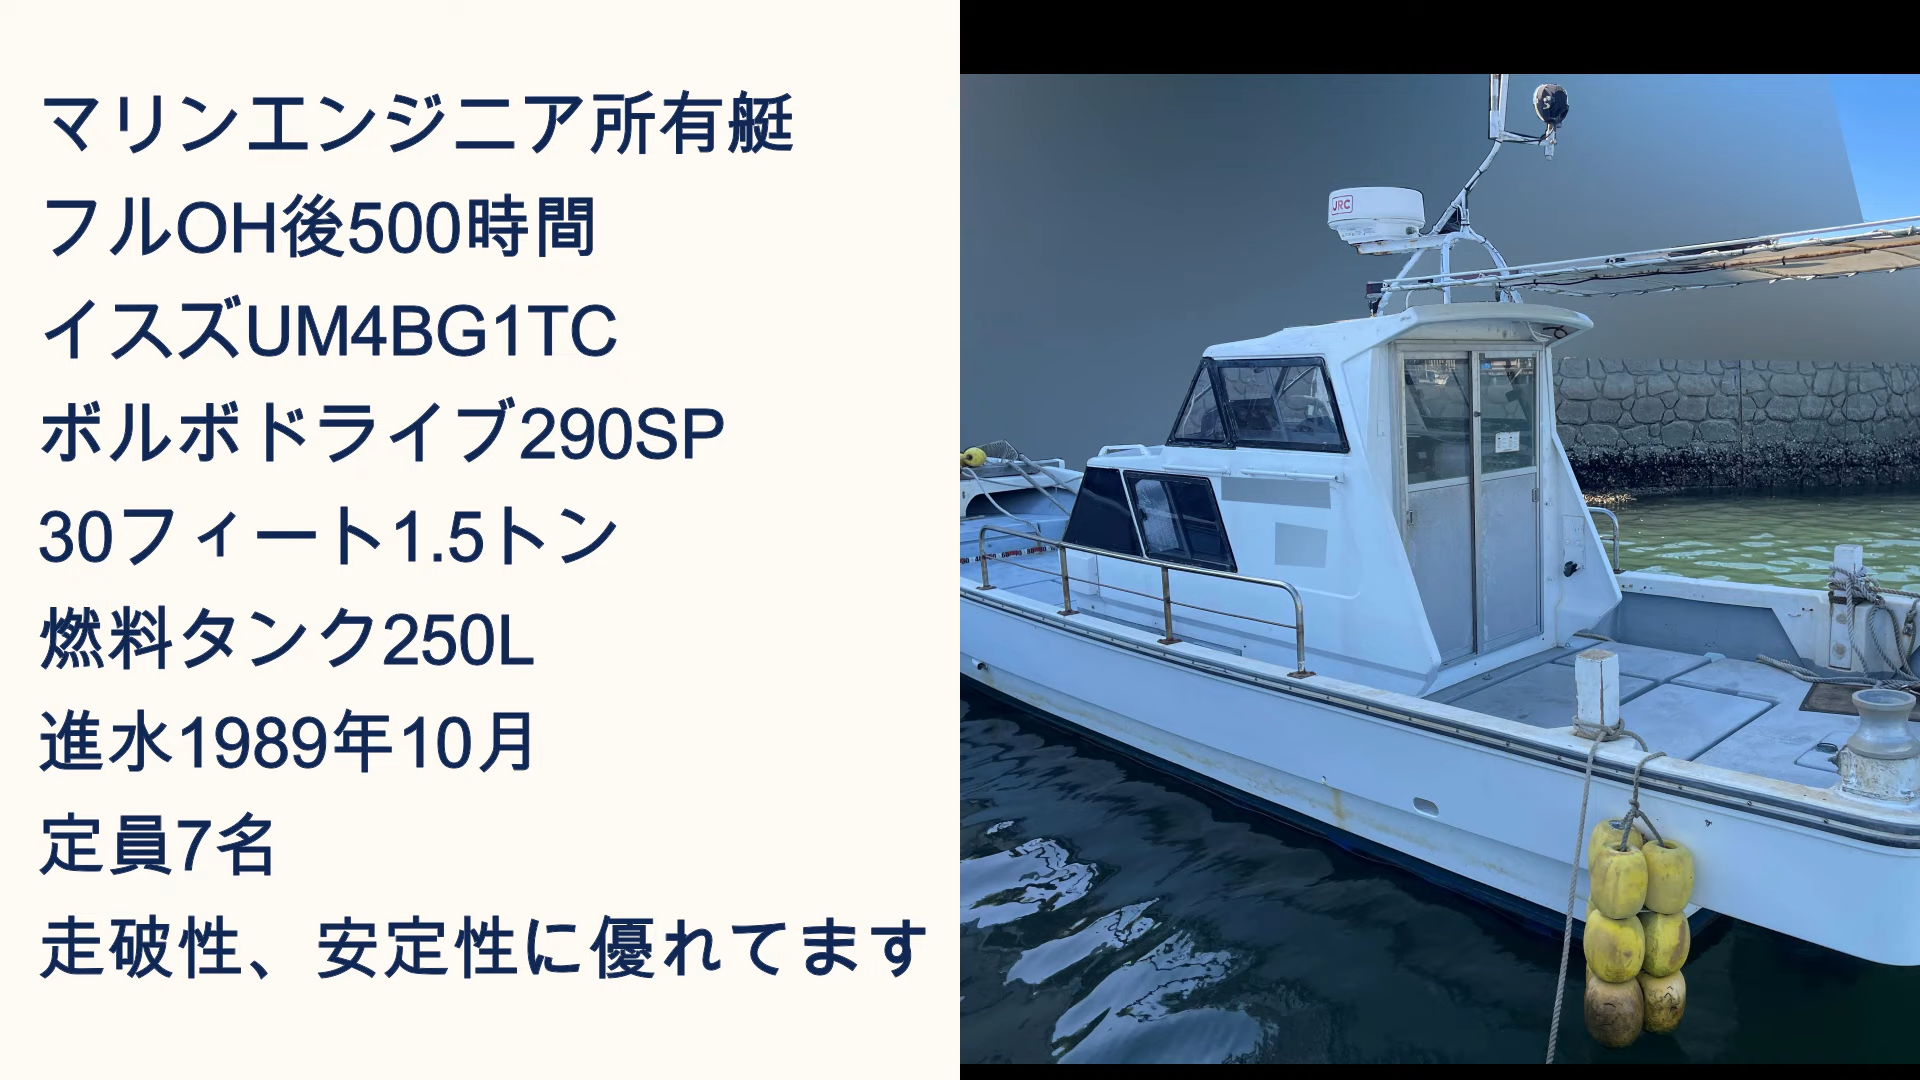 マリンエンジニア所有艇
フルOH後500時間
イスズUM4BG1TC
ボルボドライブ290SP
30フィート1.5トン
燃料タンク250L
進水1989年10月
定員7名
走破性、安定性に優れてます
JRC